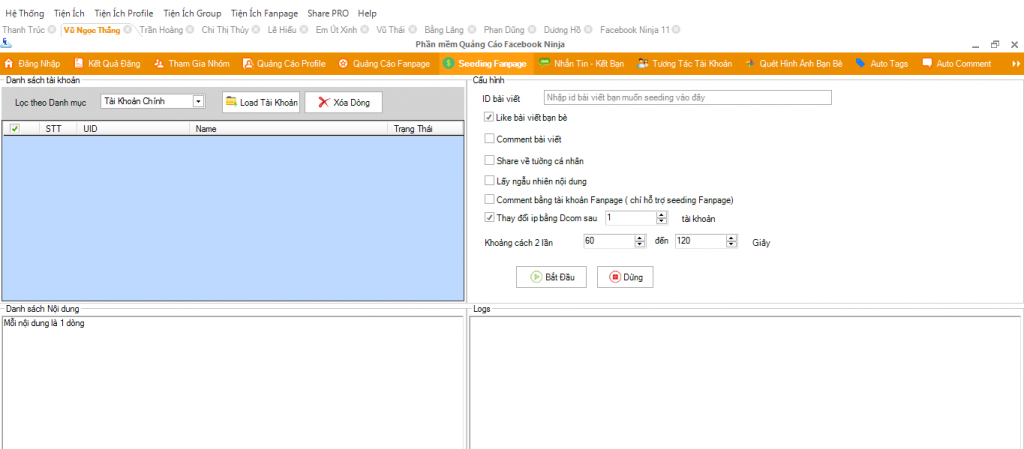 Hệ Thống Tiện Ích Tiện Ích Profile Tiện Ích Group Tiện Ích Fanpage Share PRO Help
Thanh Trúc Vũ Ngọc Thắng Trần Hoàng Chi Thị Thủy Lê Hiếu Em Út Xinh Vũ Thái Bằng Lăng Phan Dũng Dương Hồ Facebook Ninja 11
Phần mềm Quảng Cáo Facebook Ninja
Đăng Nhập Kết Quả Đăng Tham Gia Nhóm Quảng Cáo Profile Quảng Cáo Fanpage Seeding Fanpage Nhắn Tin - Kết Bạn Tương Tác Tài Khoản Quét Hình Ảnh Bạn Bè Auto Tags Auto Comment
Danh sách tài khoản
Lọc theo Danh mục Tài Khoản Chính Load Tài Khoản Xóa Dòng
STT UID Name Trạng Thái
Cấu hình
ID bài viết Nhập id bài viết bạn muốn seeding vào đây
Like bài viết bạn bè
Comment bài viết
Share về tường cá nhân
Lấy ngẫu nhiên nội dung
Comment bằng tài khoản Fanpage ( chỉ hỗ trợ seeding Fanpage)
Thay đổi ip bằng Dcom sau 1 tài khoản
Khoảng cách 2 lần 60 đến 120 Giây
Bắt Đầu Dừng
Danh sách Nội dung
Mỗi nội dung là 1 dòng
Logs